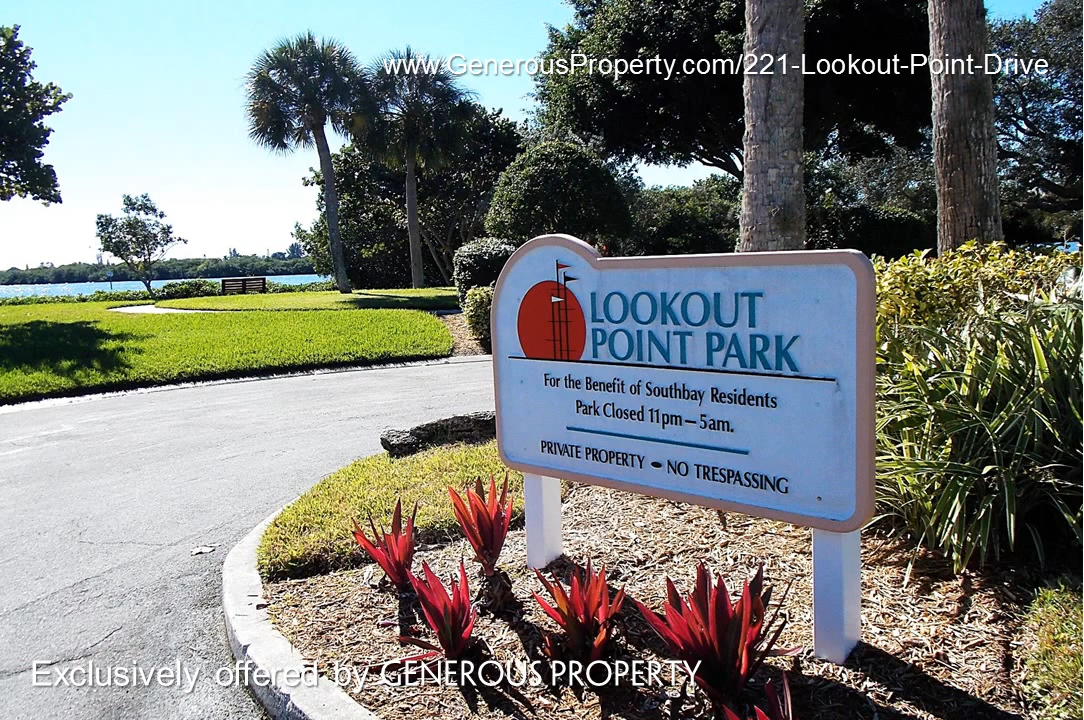 www.GenerousProperty.com/221-Lookout-Point-Drive
LOOKOUT
POINT PARK
For the Benefit of Southbay Residents
Park Closed 11pm—5am.
PRIVATE PROPERTY • NO TRESPASSING
Exclusively offered by GENEROUS PROPERTY